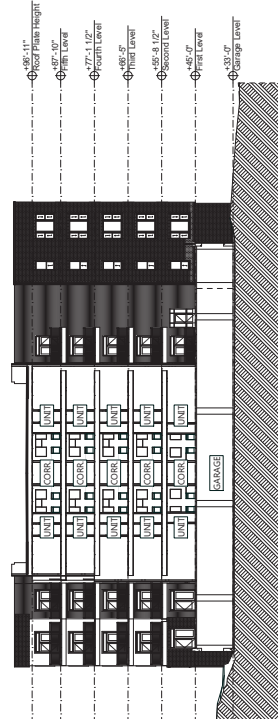 +96'-11"
Roof Plate Height
UNIT CORR. UNIT
+87'-10"
Fifth Level
UNIT CORR. UNIT
+77'-1 1/2"
Fourth Level
UNIT CORR. UNIT
+66'-5"
Third Level
UNIT CORR. UNIT
+55'-8 1/2"
Second Level
UNIT CORR. UNIT
+45'-0"
First Level
GARAGE
+33'-0"
Garage Level